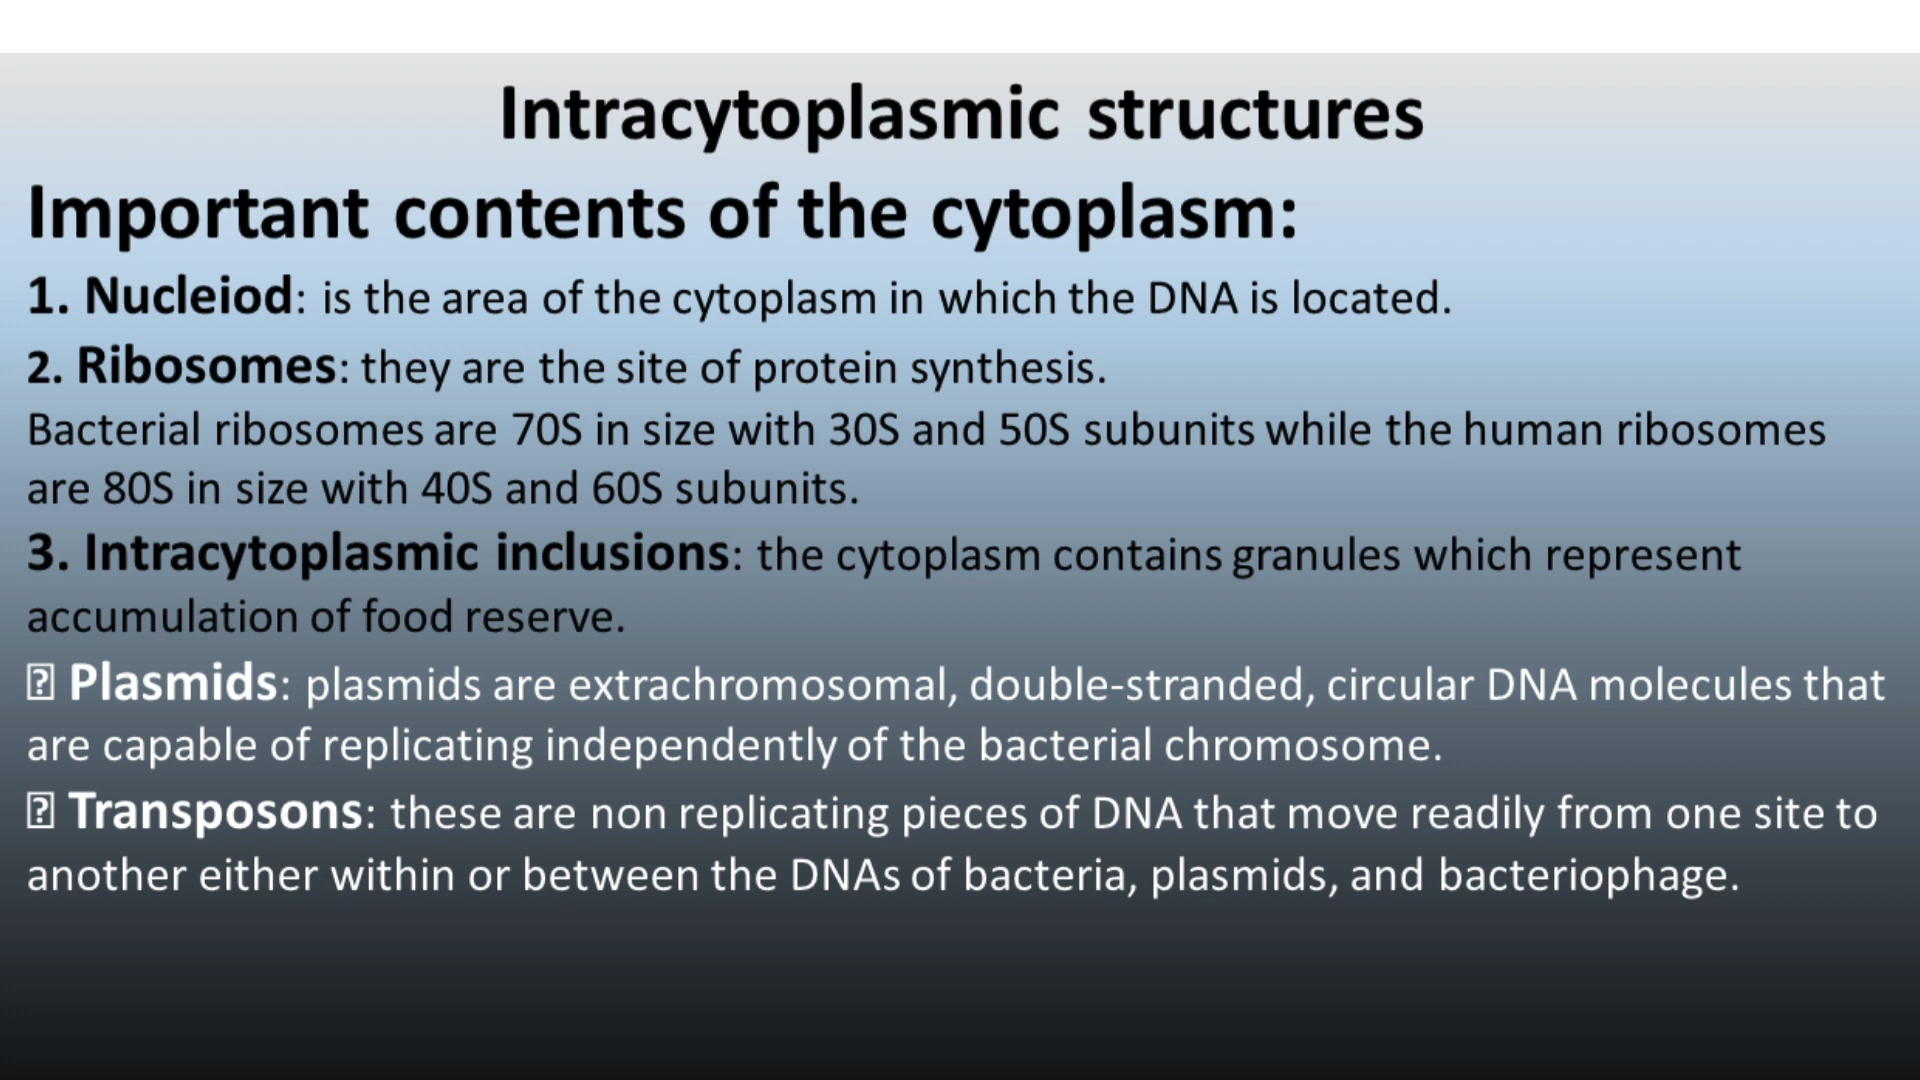 Intracytoplasmic structures
Important contents of the cytoplasm:
1. Nucleiod: is the area of the cytoplasm in which the DNA is located.
2. Ribosomes: they are the site of protein synthesis.
Bacterial ribosomes are 70S in size with 30S and 50S subunits while the human ribosomes
are 80S in size with 40S and 60S subunits.
3. Intracytoplasmic inclusions: the cytoplasm contains granules which represent
accumulation of food reserve.
⍰ Plasmids: plasmids are extrachromosomal, double-stranded, circular DNA molecules that
are capable of replicating independently of the bacterial chromosome.
⍰ Transposons: these are non replicating pieces of DNA that move readily from one site to
another either within or between the DNAs of bacteria, plasmids, and bacteriophage.